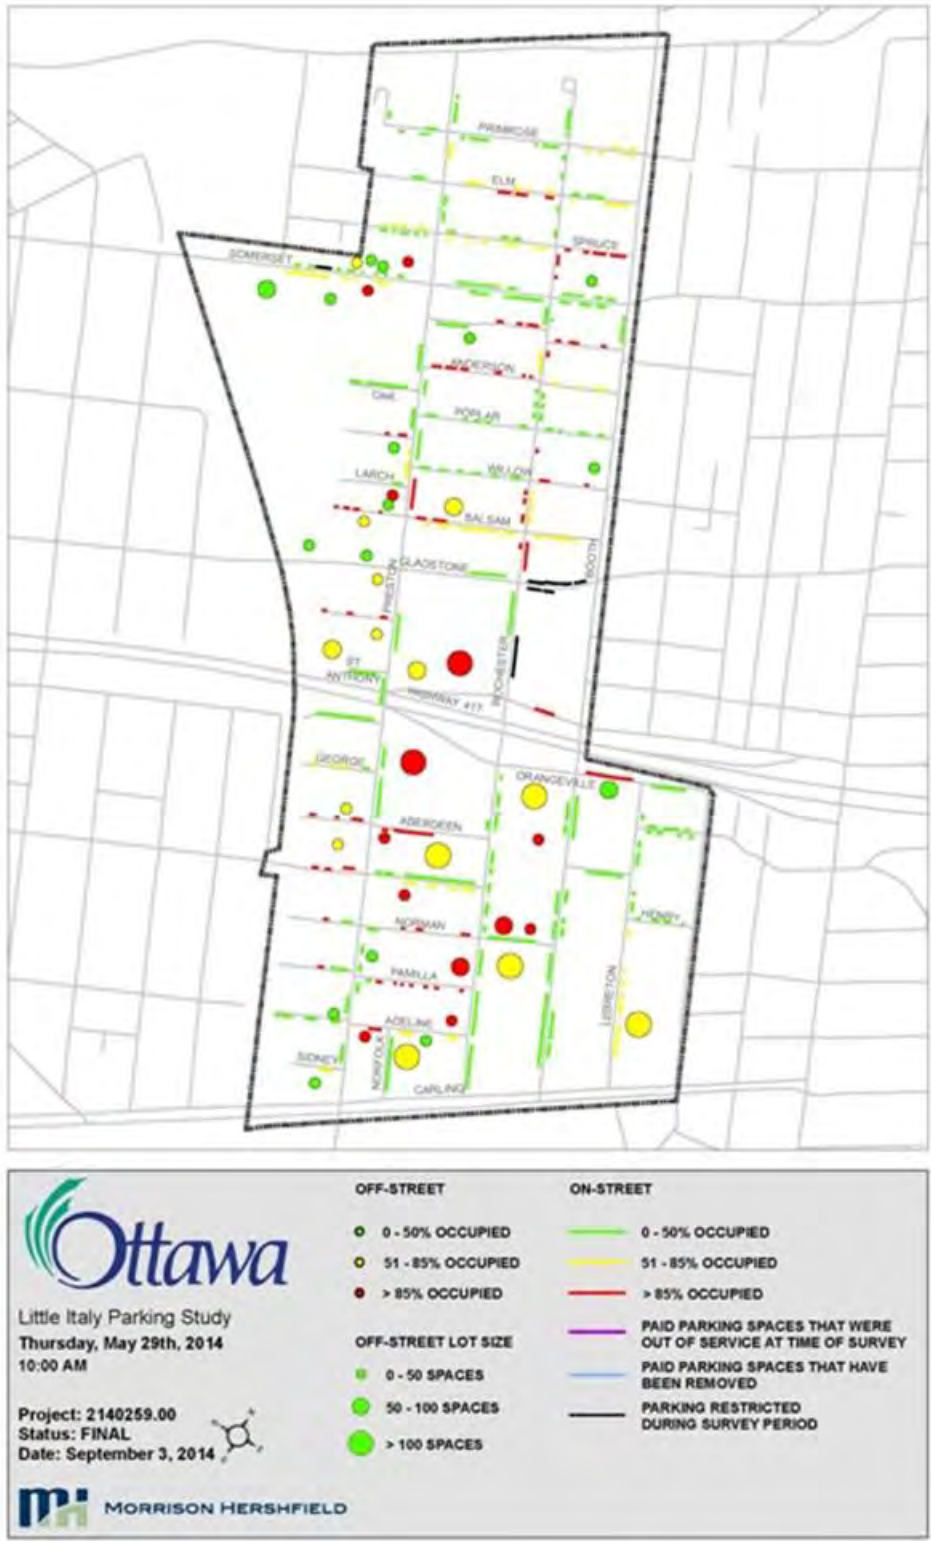 PRIMROSE
ELM
SPRUCE
SOMERSET
ANDERSON
OAK
POPLAR
LARCH
WILLOW
BALSAM
GLADSTONE
BOOTH
PRESTON
ROCHESTER
ST
ANTHONY
HIGHWAY 417
GEORGE
ORANGEVILLE
ABERDEEN
NORMAN
HENRY
PAMILLA
LEBRETON
ADELINE
SIDNEY
NORFOLK
CARLING
Ottawa
Little Italy Parking Study
Thursday, May 29th, 2014
10:00 AM
Project: 2140259.00
Status: FINAL
Date: September 3, 2014
MORRISON HERSHFIELD
OFF-STREET
0 - 50% OCCUPIED
51 - 85% OCCUPIED
> 85% OCCUPIED
OFF-STREET LOT SIZE
0 - 50 SPACES
50 - 100 SPACES
> 100 SPACES
ON-STREET
0 - 50% OCCUPIED
51 - 85% OCCUPIED
> 85% OCCUPIED
PAID PARKING SPACES THAT WERE
OUT OF SERVICE AT TIME OF SURVEY
PAID PARKING SPACES THAT HAVE
BEEN REMOVED
PARKING RESTRICTED
DURING SURVEY PERIOD